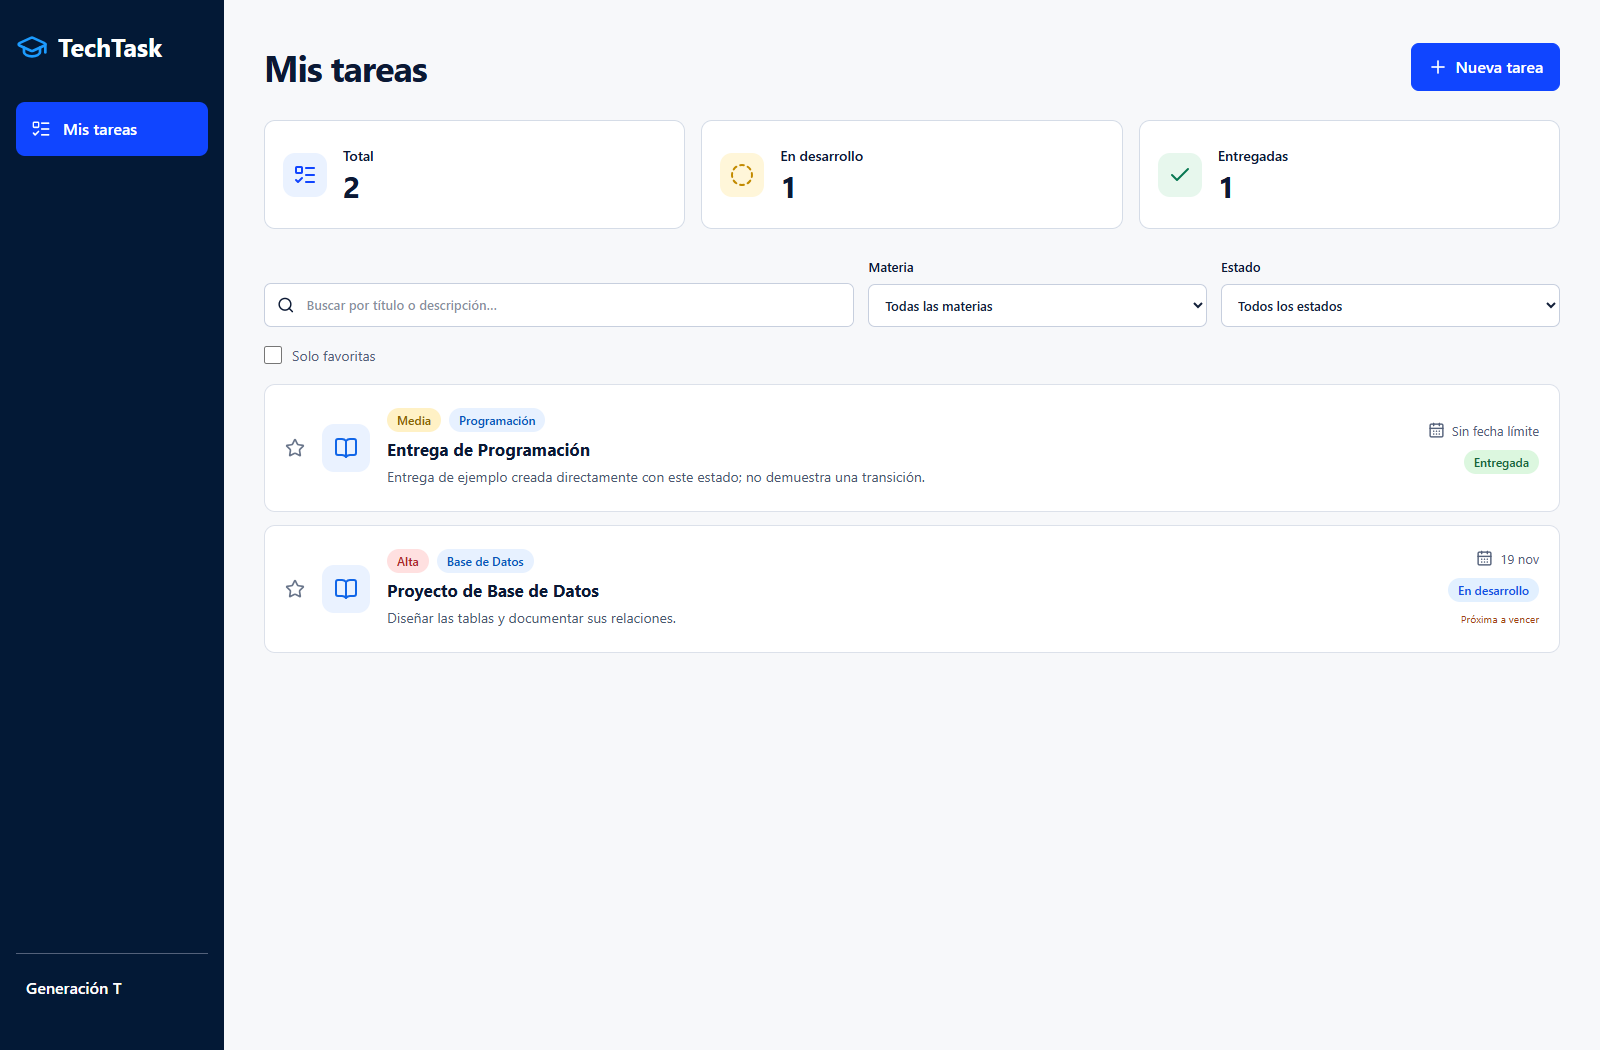 TechTask
Mis tareas
Generación T
Mis tareas
Nueva tarea
Total
2
En desarrollo
1
Entregadas
1
Buscar por título o descripción...
Materia
Todas las materias
Estado
Todos los estados
Solo favoritas
Media Programación
Entrega de Programación
Entrega de ejemplo creada directamente con este estado; no demuestra una transición.
Sin fecha límite
Entregada
Alta Base de Datos
Proyecto de Base de Datos
Diseñar las tablas y documentar sus relaciones.
19 nov
En desarrollo
Próxima a vencer